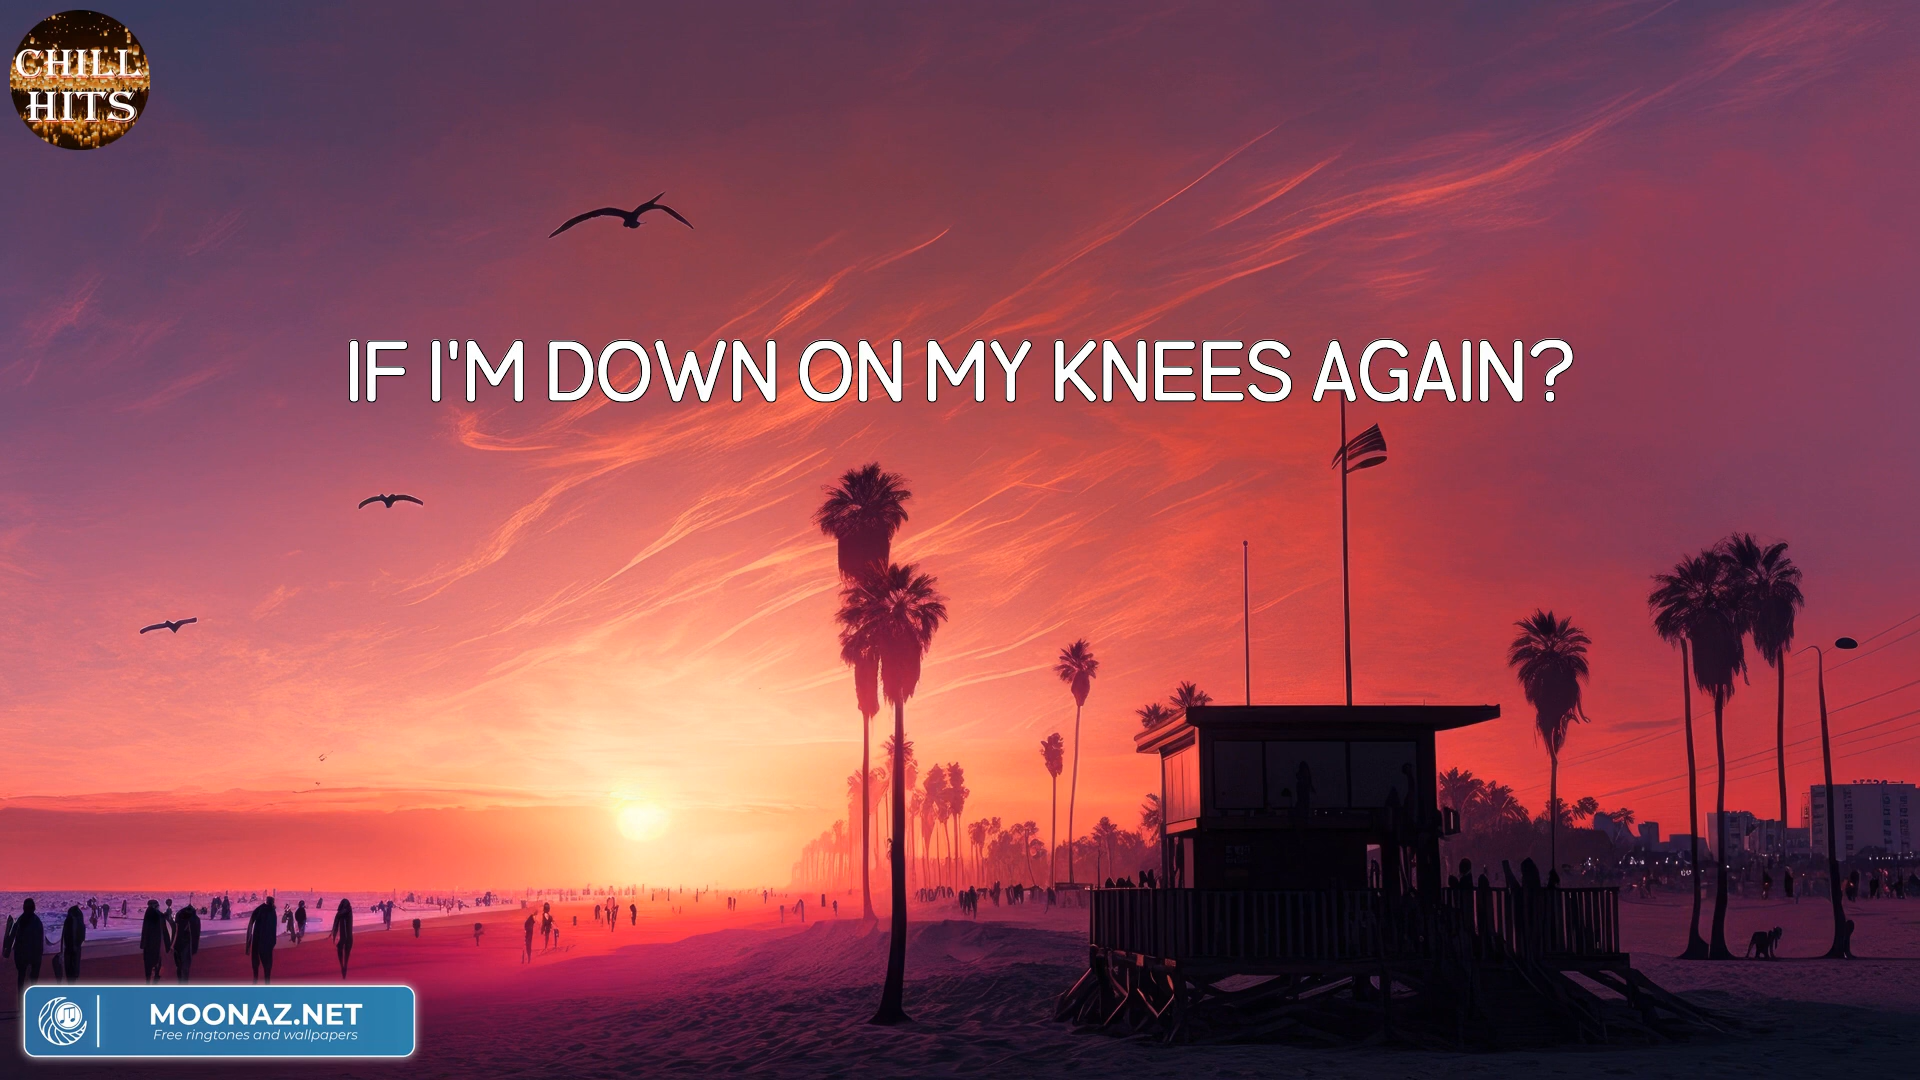 CHILL
HITS
IF I'M DOWN ON MY KNEES AGAIN?
MOONAZ.NET
Free ringtones and wallpapers